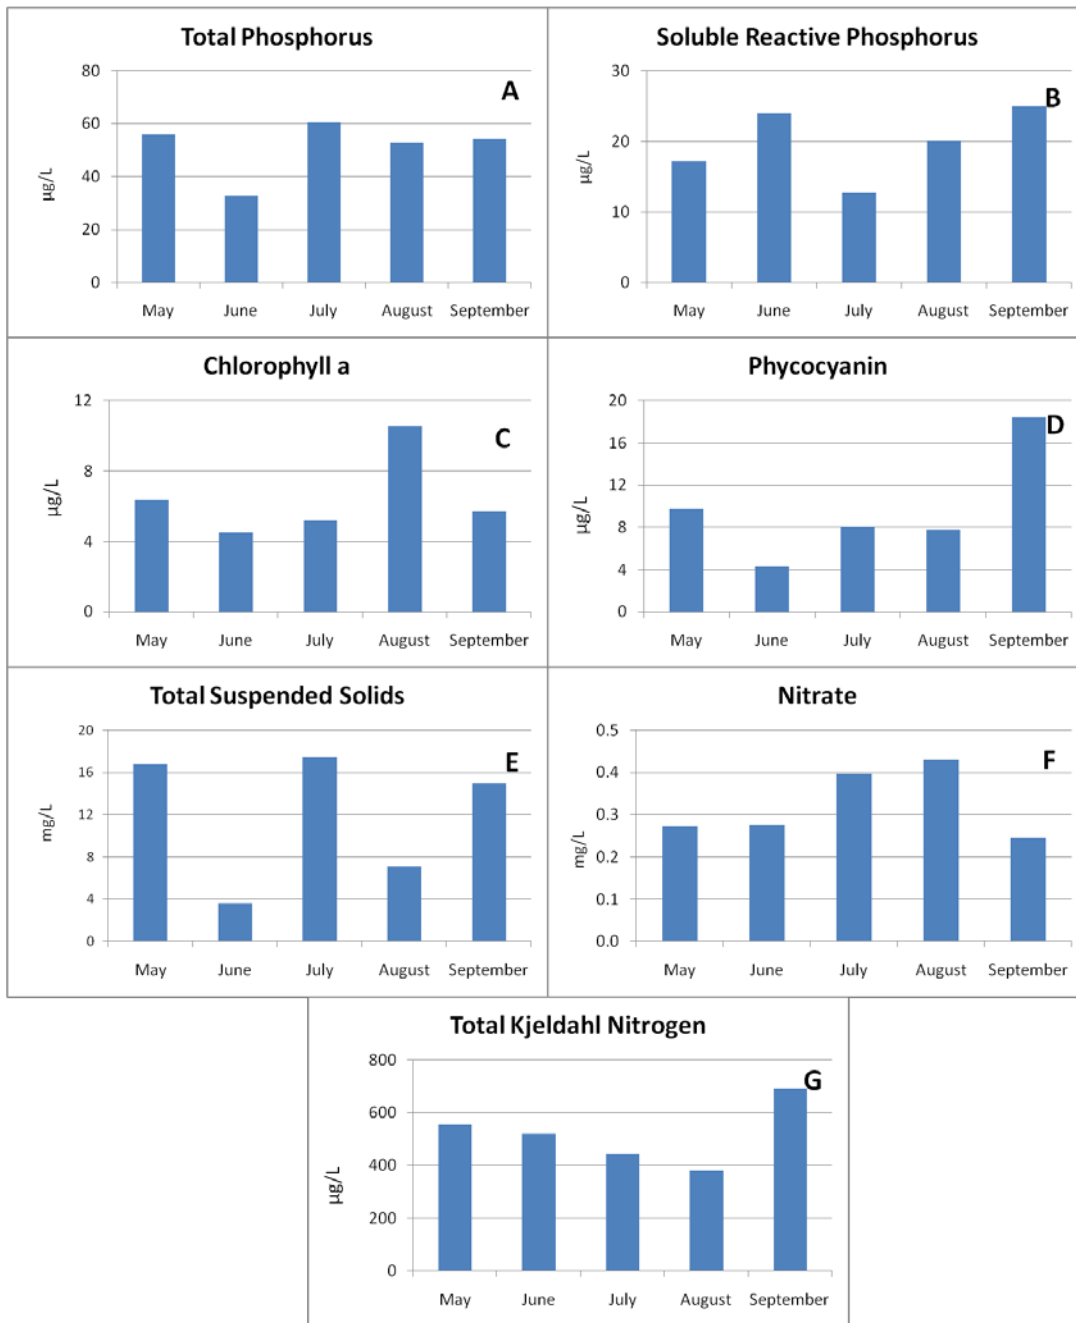 Total Phosphorus
A
80
60
40
20
0
µg/L
May June July August September
Soluble Reactive Phosphorus
B
30
20
10
0
µg/L
May June July August September
Chlorophyll a
C
12
8
4
0
µg/L
May June July August September
Phycocyanin
D
20
16
12
8
4
0
µg/L
May June July August September
Total Suspended Solids
E
20
16
12
8
4
0
mg/L
May June July August September
Nitrate
F
0.5
0.4
0.3
0.2
0.1
0.0
mg/L
May June July August September
Total Kjeldahl Nitrogen
G
800
600
400
200
0
µg/L
May June July August September